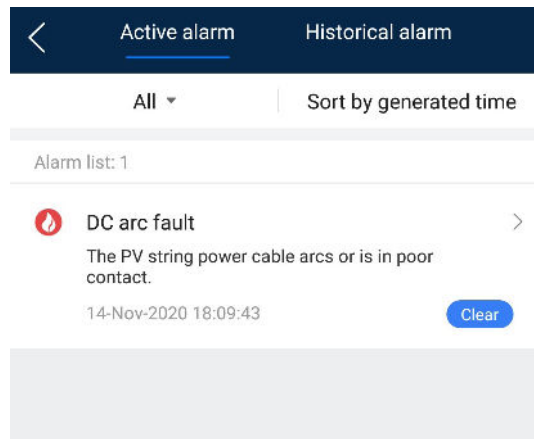 Active alarm Historical alarm
All Sort by generated time
Alarm list: 1
DC arc fault
The PV string power cable arcs or is in poor
contact.
14-Nov-2020 18:09:43 Clear